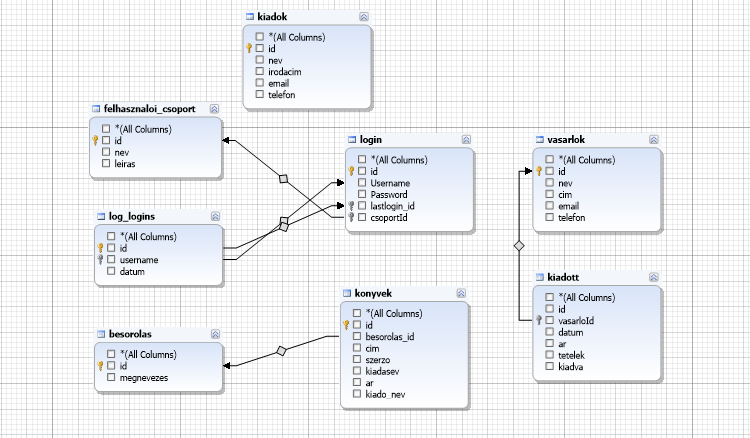 kiadok
*(All Columns)
id
nev
irodacim
email
telefon
felhasznaloi_csoport
*(All Columns)
id
nev
leiras
login
*(All Columns)
id
Username
Password
lastlogin_id
csoportId
vasarlok
*(All Columns)
id
nev
cim
email
telefon
log_logins
*(All Columns)
id
username
datum
kiadott
*(All Columns)
id
vasarloId
datum
ar
tetelek
kiadva
konyvek
*(All Columns)
id
besorolas_id
cim
szerzo
kiadasev
ar
kiado_nev
besorolas
*(All Columns)
id
megnevezes